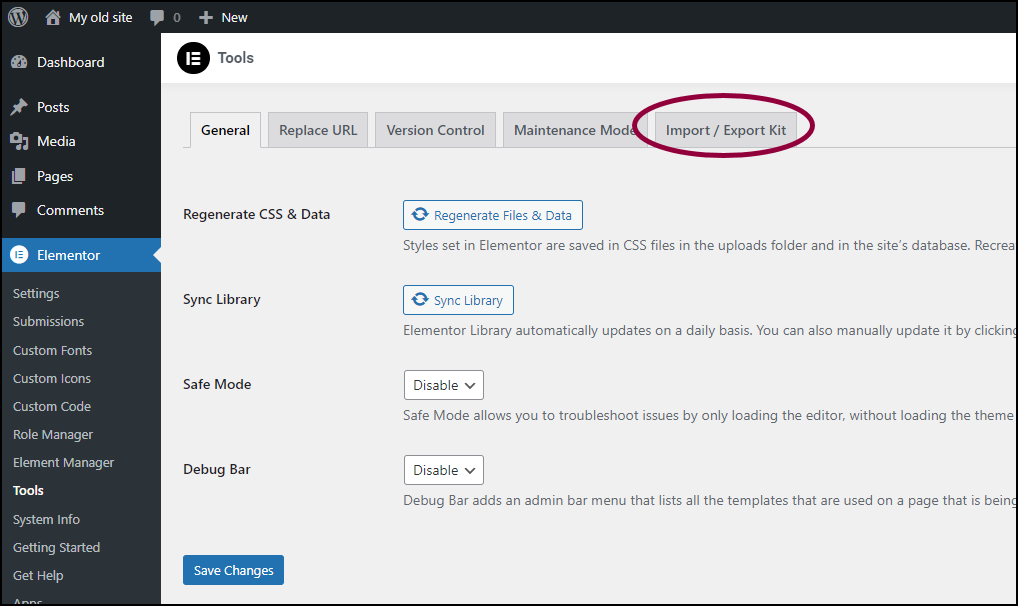 My old site 0 New
Dashboard
Posts
Media
Pages
Comments
Elementor
Settings
Submissions
Custom Fonts
Custom Icons
Custom Code
Role Manager
Element Manager
Tools
System Info
Getting Started
Get Help
Apps
Tools
General Replace URL Version Control Maintenance Mode Import / Export Kit
Regenerate CSS & Data Regenerate Files & Data
Styles set in Elementor are saved in CSS files in the uploads folder and in the site’s database. Recrea
Sync Library Sync Library
Elementor Library automatically updates on a daily basis. You can also manually update it by clicking
Safe Mode Disable
Safe Mode allows you to troubleshoot issues by only loading the editor, without loading the theme
Debug Bar Disable
Debug Bar adds an admin bar menu that lists all the templates that are used on a page that is being
Save Changes